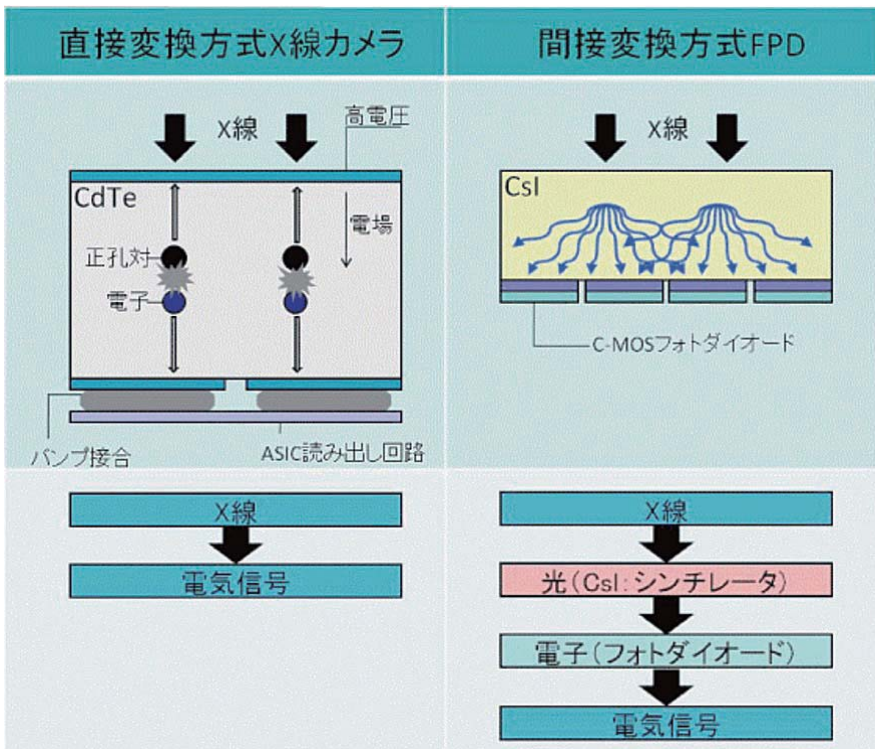 直接変換方式X線カメラ
間接変換方式FPD
X線
高電圧
CdTe
電場
正孔対
電子
バンプ接合
ASIC読み出し回路
X線
CsI
C-MOSフォトダイオード
X線
電気信号
X線
光(CsI:シンチレータ)
電子(フォトダイオード)
電気信号